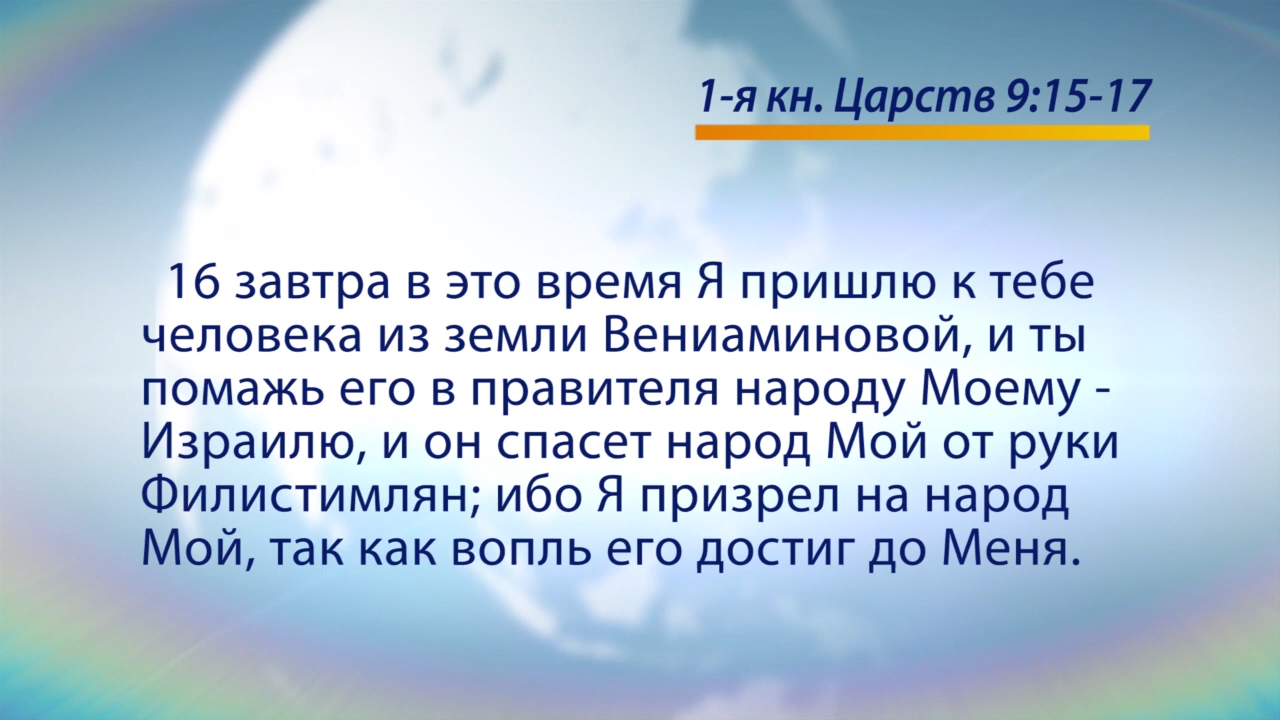 1-я кн. Царств 9:15-17
16 завтра в это время Я пришлю к тебе
человека из земли Вениаминовой, и ты
помажь его в правителя народу Моему -
Израилю, и он спасет народ Мой от руки
Филистимлян; ибо Я призрел на народ
Мой, так как вопль его достиг до Меня.